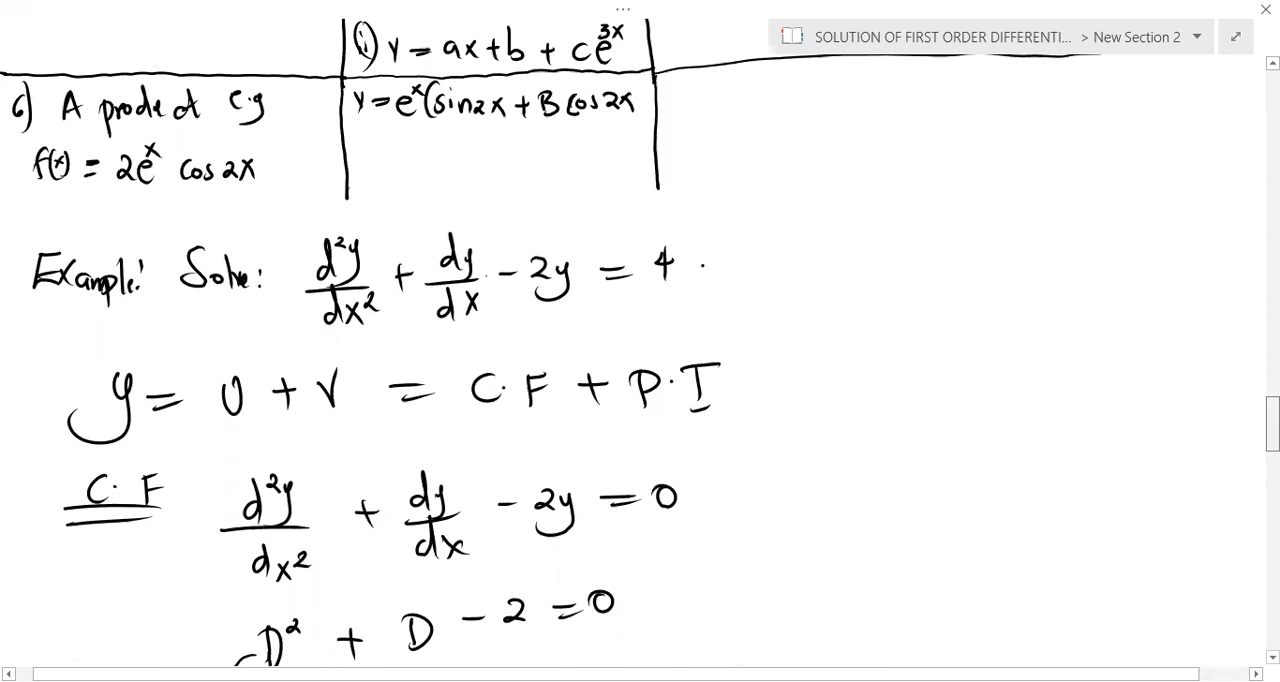 SOLUTION OF FIRST ORDER DIFFERENTI... > New Section 2
i) y = ax+b + ce^3x
6) A product e.g y = e^x(sin2x + B cos2x
f(x) = 2e^x cos 2x
Example! Solve: d²y/dx² + dy/dx - 2y = 4.
y = U + V = C.F + P.I
C.F d²y/dx² + dy/dx - 2y = 0
D² + D - 2 = 0